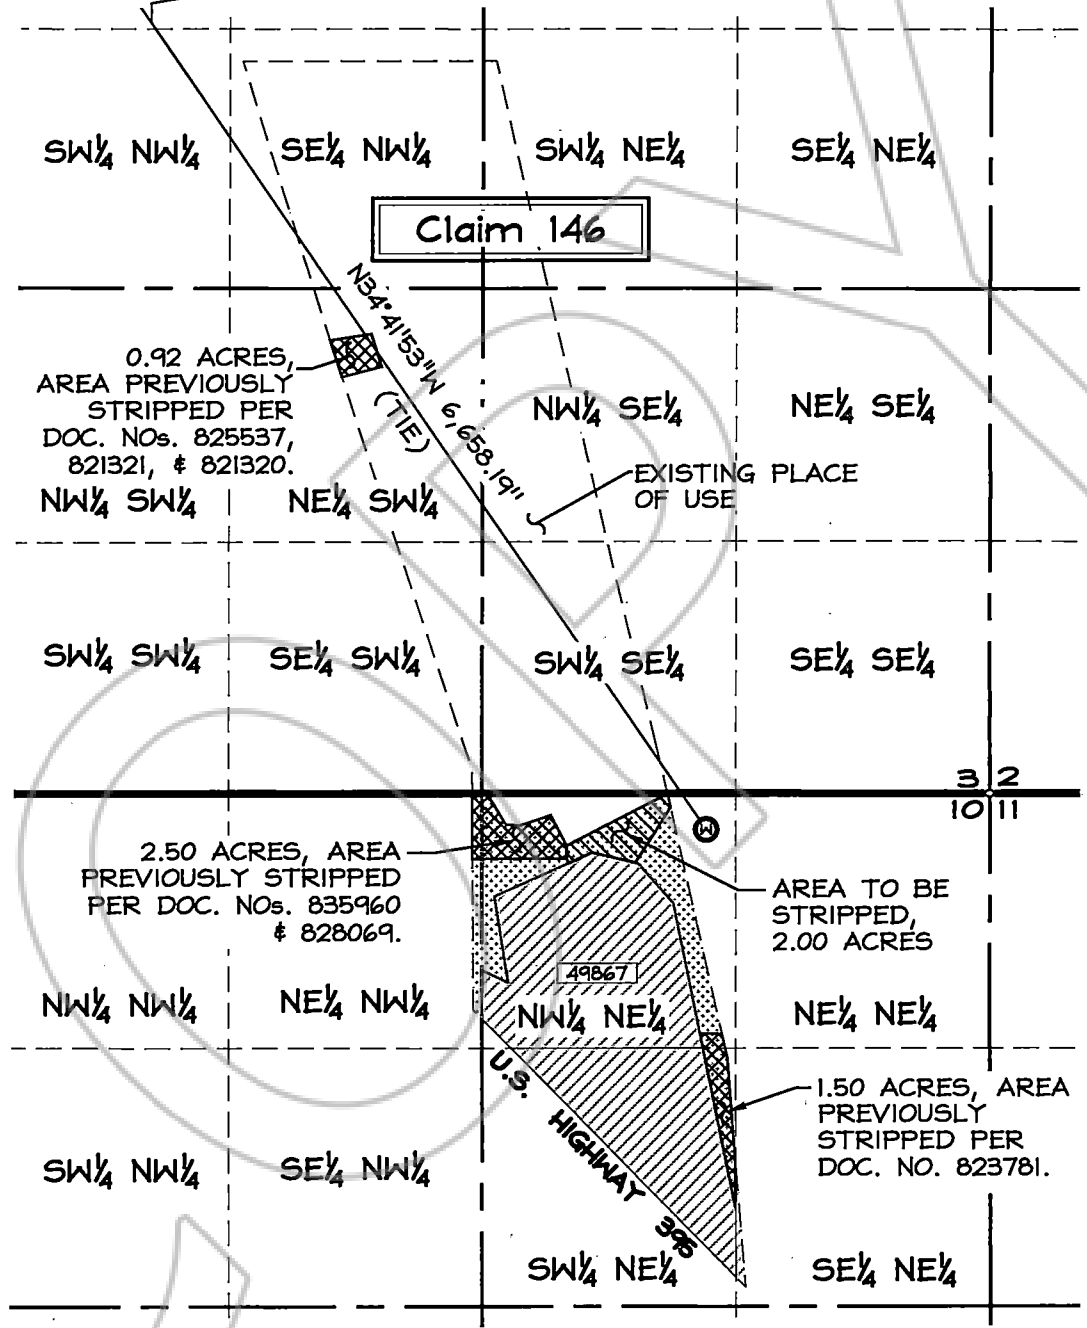 SW¼ NW¼
SE¼ NW¼
SW¼ NE¼
SE¼ NE¼
Claim 146
N34°41'53"W 6,658.19"
(TIE)
0.92 ACRES,
AREA PREVIOUSLY
STRIPPED PER
DOC. NOs. 825537,
821321, & 821320.
NW¼ SE¼
NE¼ SE¼
EXISTING PLACE
OF USE
NW¼ SW¼
NE¼ SW¼
SW¼ SW¼
SE¼ SW¼
SW¼ SE¼
SE¼ SE¼
3 2
10 11
W
2.50 ACRES, AREA
PREVIOUSLY STRIPPED
PER DOC. NOs. 835960
& 828069.
AREA TO BE
STRIPPED,
2.00 ACRES
49867
NW¼ NW¼
NE¼ NW¼
NW¼ NE¼
NE¼ NE¼
U.S. HIGHWAY 395
1.50 ACRES, AREA
PREVIOUSLY
STRIPPED PER
DOC. NO. 823781.
SW¼ NW¼
SE¼ NW¼
SW¼ NE¼
SE¼ NE¼
COPY